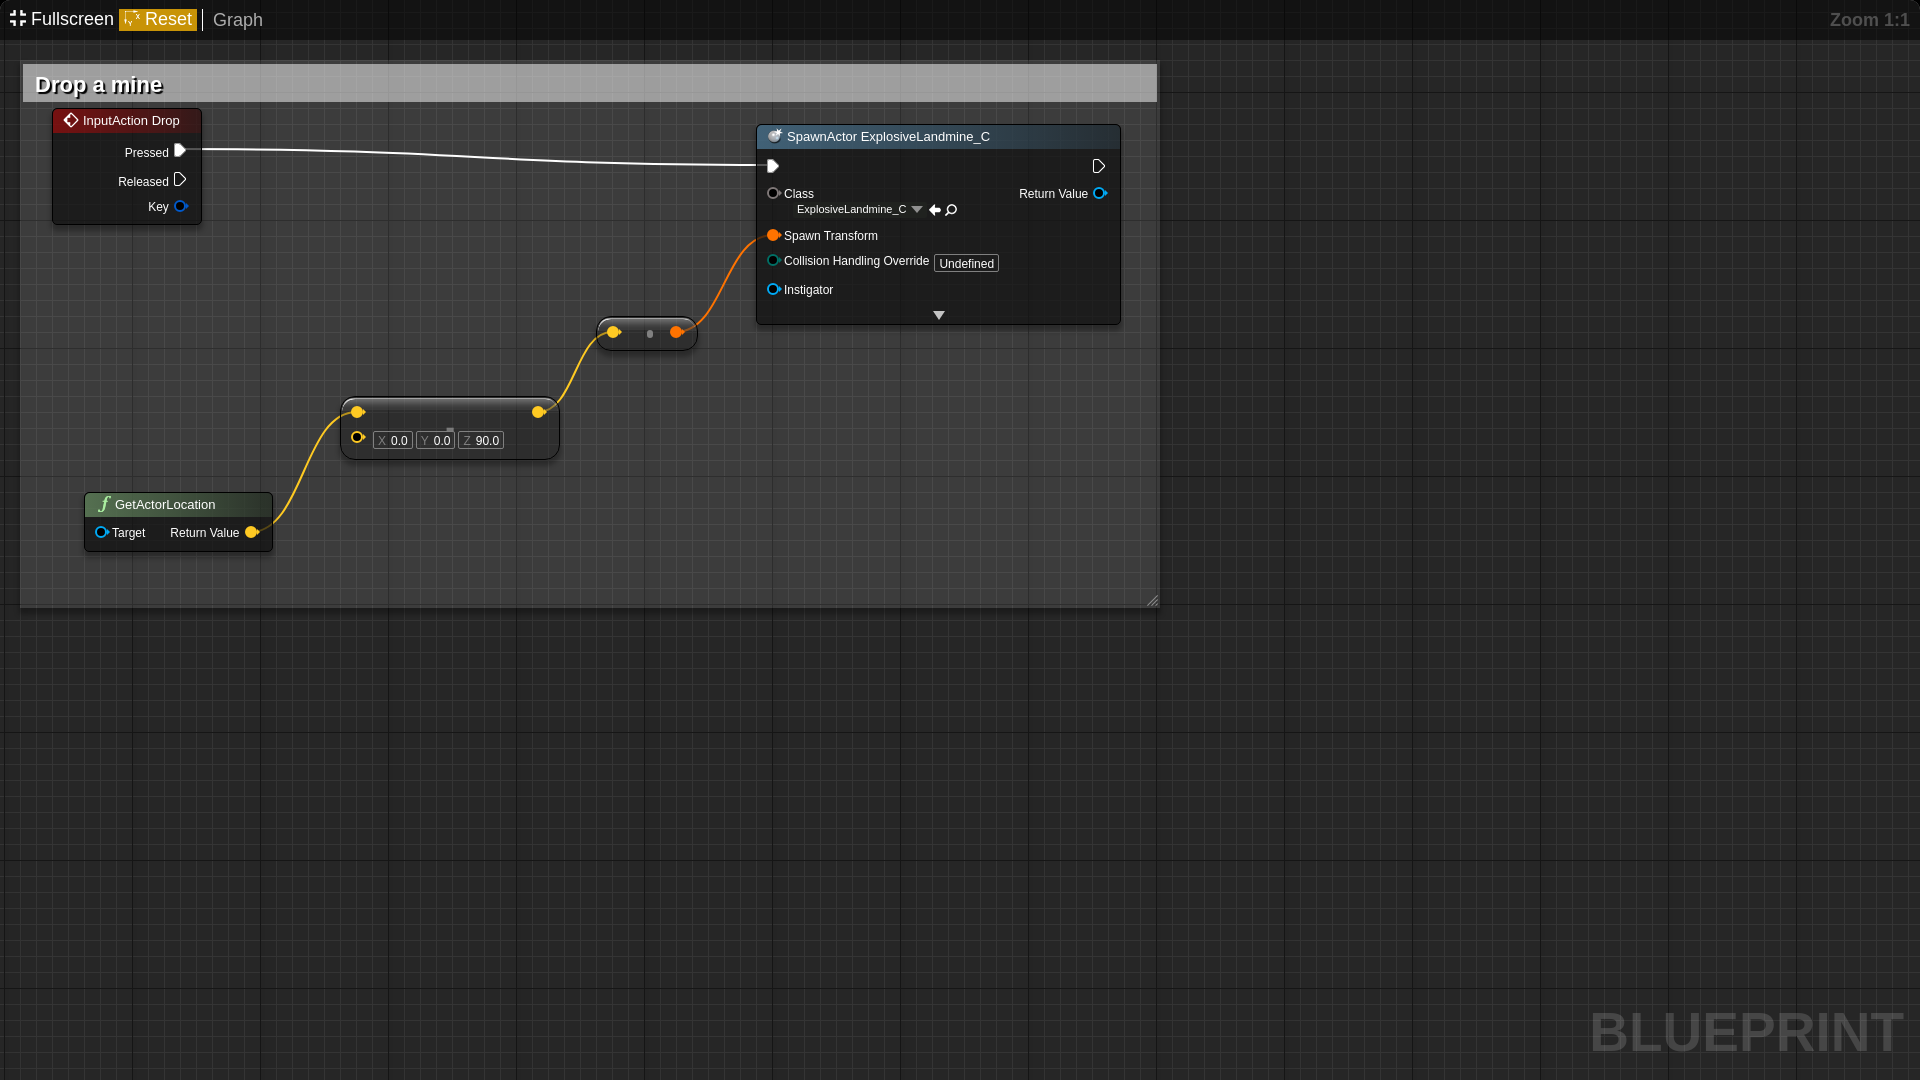 Fullscreen Reset Graph Zoom 1:1
Drop a mine
InputAction Drop
Pressed
Released
Key
SpawnActor ExplosiveLandmine_C
Class Return Value
ExplosiveLandmine_C
Spawn Transform
Collision Handling Override Undefined
Instigator
X 0.0 Y 0.0 Z 90.0
GetActorLocation
Target Return Value
BLUEPRINT